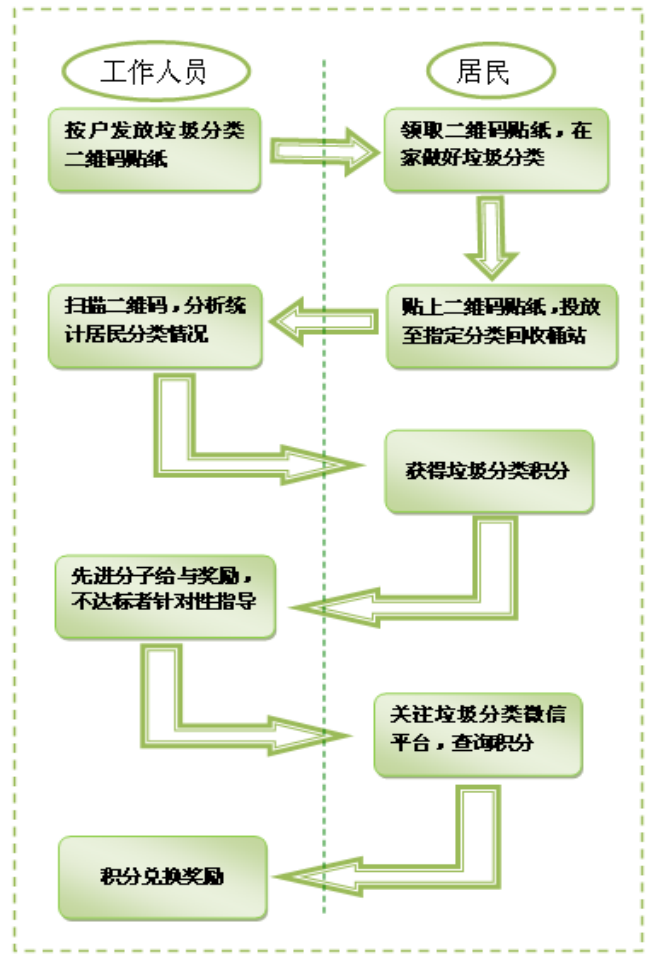 工作人员
居民
按户发放垃圾分类
二维码贴纸
领取二维码贴纸，在
家做好垃圾分类
贴上二维码贴纸，投放
至指定分类回收桶站
扫描二维码，分析统
计居民分类情况
获得垃圾分类积分
先进分子给与奖励，
不达标者针对性指导
关注垃圾分类微信
平台，查询积分
积分兑换奖励